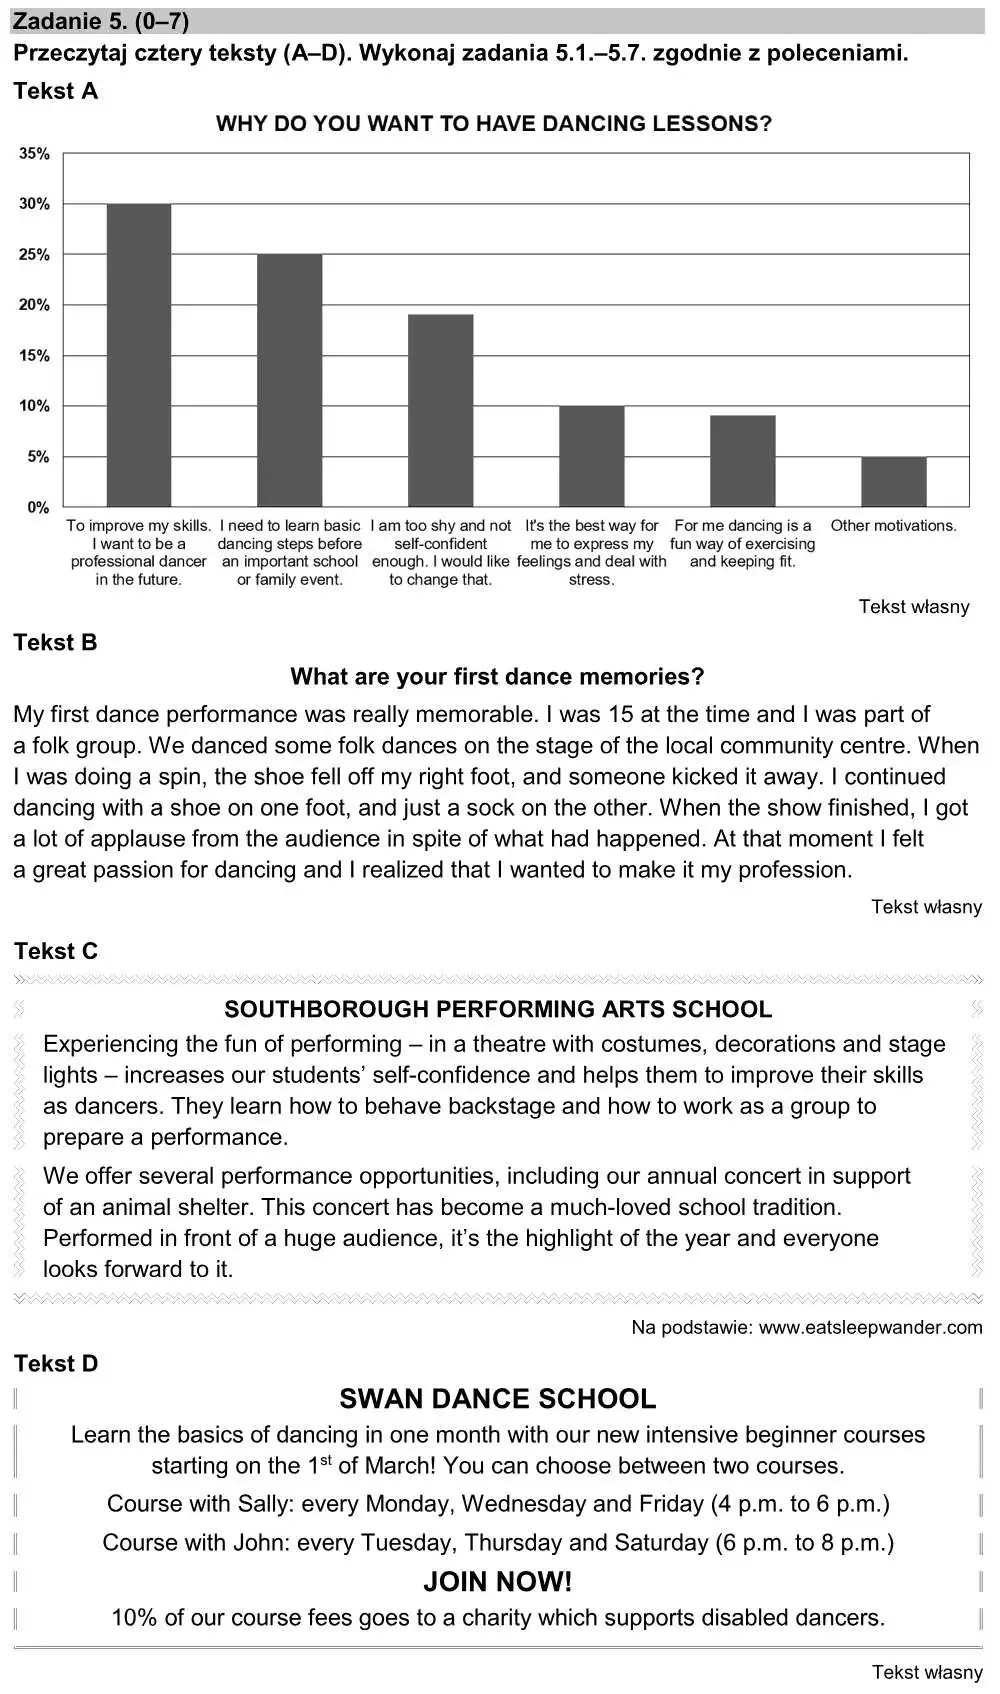 Zadanie 5. (0–7)
Przeczytaj cztery teksty (A–D). Wykonaj zadania 5.1.–5.7. zgodnie z poleceniami.
Tekst A
WHY DO YOU WANT TO HAVE DANCING LESSONS?
35%
30%
25%
20%
15%
10%
5%
0%
To improve my skills.
I want to be a
professional dancer
in the future.
I need to learn basic
dancing steps before
an important school
or family event.
I am too shy and not
self-confident
enough. I would like
to change that.
It's the best way for
me to express my
feelings and deal with
stress.
For me dancing is a
fun way of exercising
and keeping fit.
Other motivations.
Tekst własny
Tekst B
What are your first dance memories?
My first dance performance was really memorable. I was 15 at the time and I was part of
a folk group. We danced some folk dances on the stage of the local community centre. When
I was doing a spin, the shoe fell off my right foot, and someone kicked it away. I continued
dancing with a shoe on one foot, and just a sock on the other. When the show finished, I got
a lot of applause from the audience in spite of what had happened. At that moment I felt
a great passion for dancing and I realized that I wanted to make it my profession.
Tekst własny
Tekst C
SOUTHBOROUGH PERFORMING ARTS SCHOOL
Experiencing the fun of performing – in a theatre with costumes, decorations and stage
lights – increases our students’ self-confidence and helps them to improve their skills
as dancers. They learn how to behave backstage and how to work as a group to
prepare a performance.
We offer several performance opportunities, including our annual concert in support
of an animal shelter. This concert has become a much-loved school tradition.
Performed in front of a huge audience, it’s the highlight of the year and everyone
looks forward to it.
Na podstawie: www.eatsleepwander.com
Tekst D
SWAN DANCE SCHOOL
Learn the basics of dancing in one month with our new intensive beginner courses
starting on the 1st of March! You can choose between two courses.
Course with Sally: every Monday, Wednesday and Friday (4 p.m. to 6 p.m.)
Course with John: every Tuesday, Thursday and Saturday (6 p.m. to 8 p.m.)
JOIN NOW!
10% of our course fees goes to a charity which supports disabled dancers.
Tekst własny